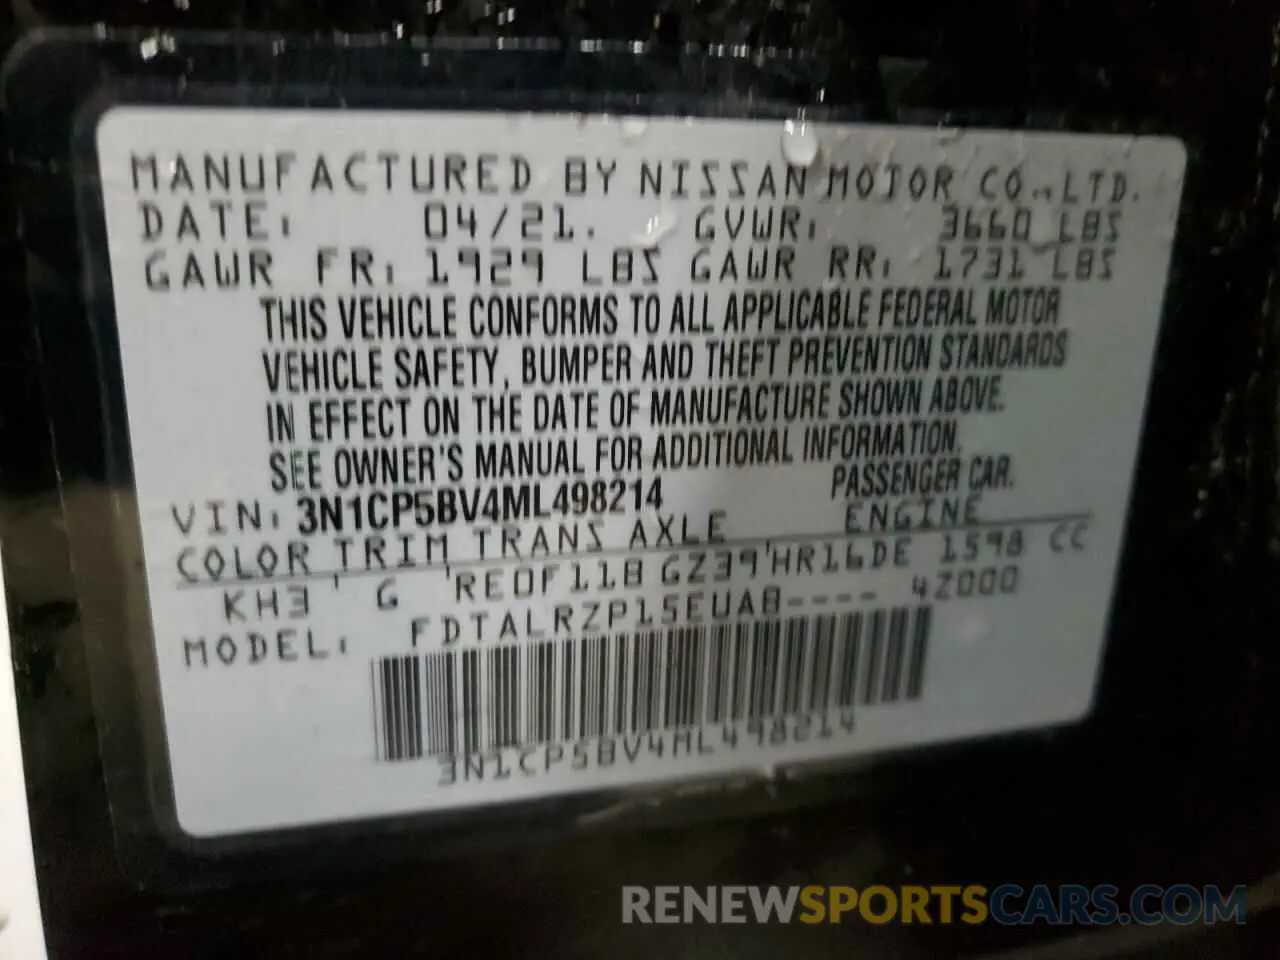 MANUFACTURED BY NISSAN MOTOR CO., LTD.
DATE: 04/21. GVWR: 3660 LBS
GAWR FR: 1929 LBS GAWR RR: 1731 LBS
THIS VEHICLE CONFORMS TO ALL APPLICABLE FEDERAL MOTOR
VEHICLE SAFETY, BUMPER AND THEFT PREVENTION STANDARDS
IN EFFECT ON THE DATE OF MANUFACTURE SHOWN ABOVE.
SEE OWNER'S MANUAL FOR ADDITIONAL INFORMATION.
VIN: 3N1CP5BV4ML498214 PASSENGER CAR.
COLOR TRIM TRANS AXLE ENGINE
KH3 ' G 'RE0F11B GZ39'HR16DE 1598 CC
MODEL: FDTALRZP15EUAB---- 4Z000
3N1CP5BV4ML498214
RENEWSPORTSCARS.COM